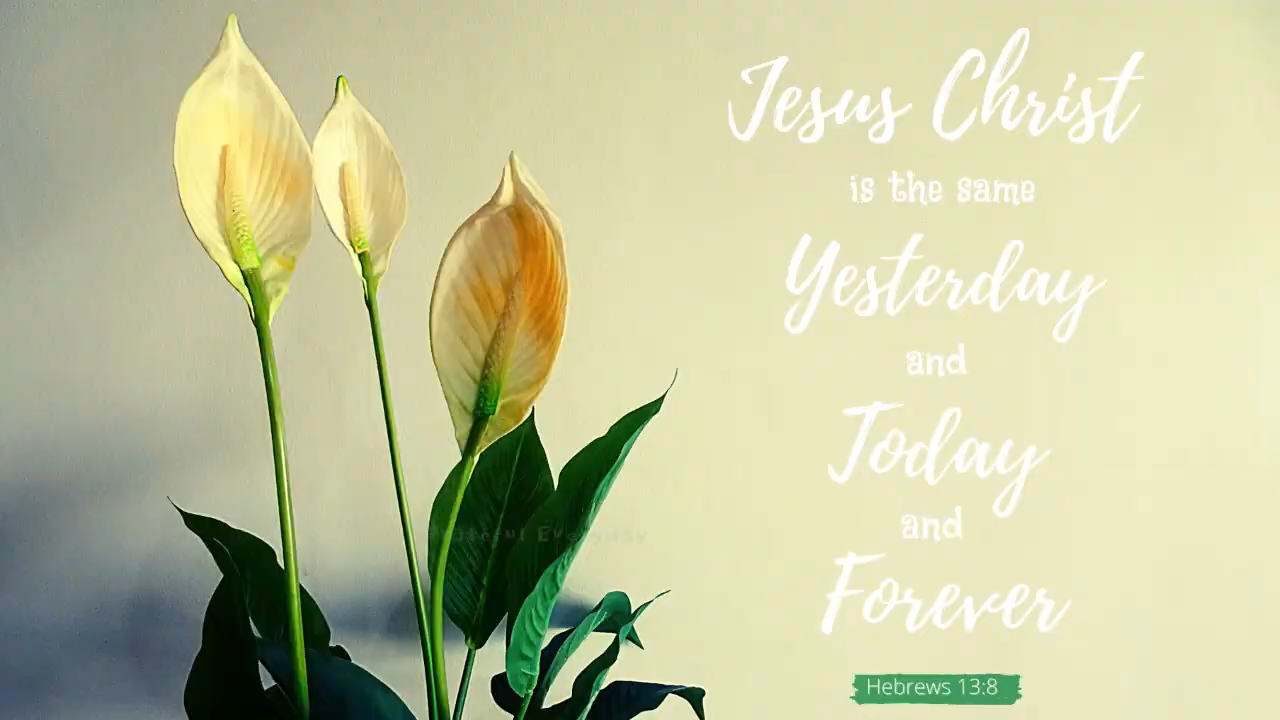 Jesus Christ
is the same
Yesterday
and
Today
and
Forever
Hebrews 13:8